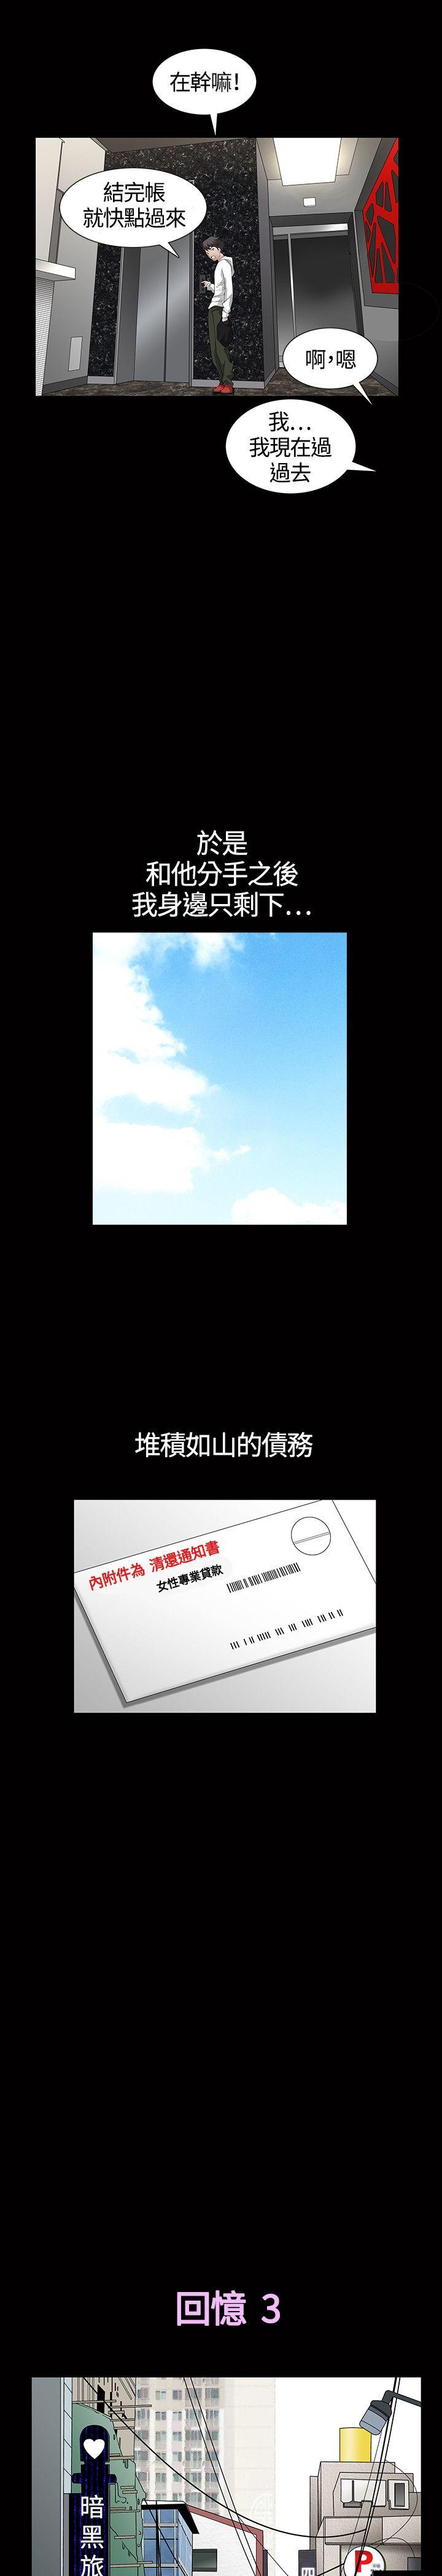 在幹嘛!
結完帳
就快點過來
啊,嗯
我...
我現在過
過去
於是
和他分手之後
我身邊只剩下...
堆積如山的債務
內附件為 清還通知書
女性專業貸款
回憶 3
暗黑旅
P
四